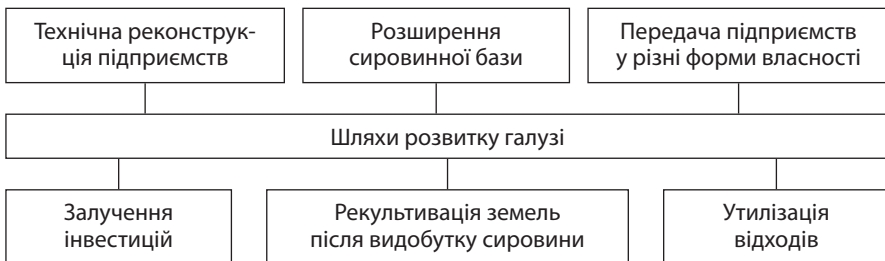 Технічна реконструк-
ція підприємств
Розширення
сировинної бази
Передача підприємств
у різні форми власності
Шляхи розвитку галузі
Залучення
інвестицій
Рекультивація земель
після видобутку сировини
Утилізація
відходів